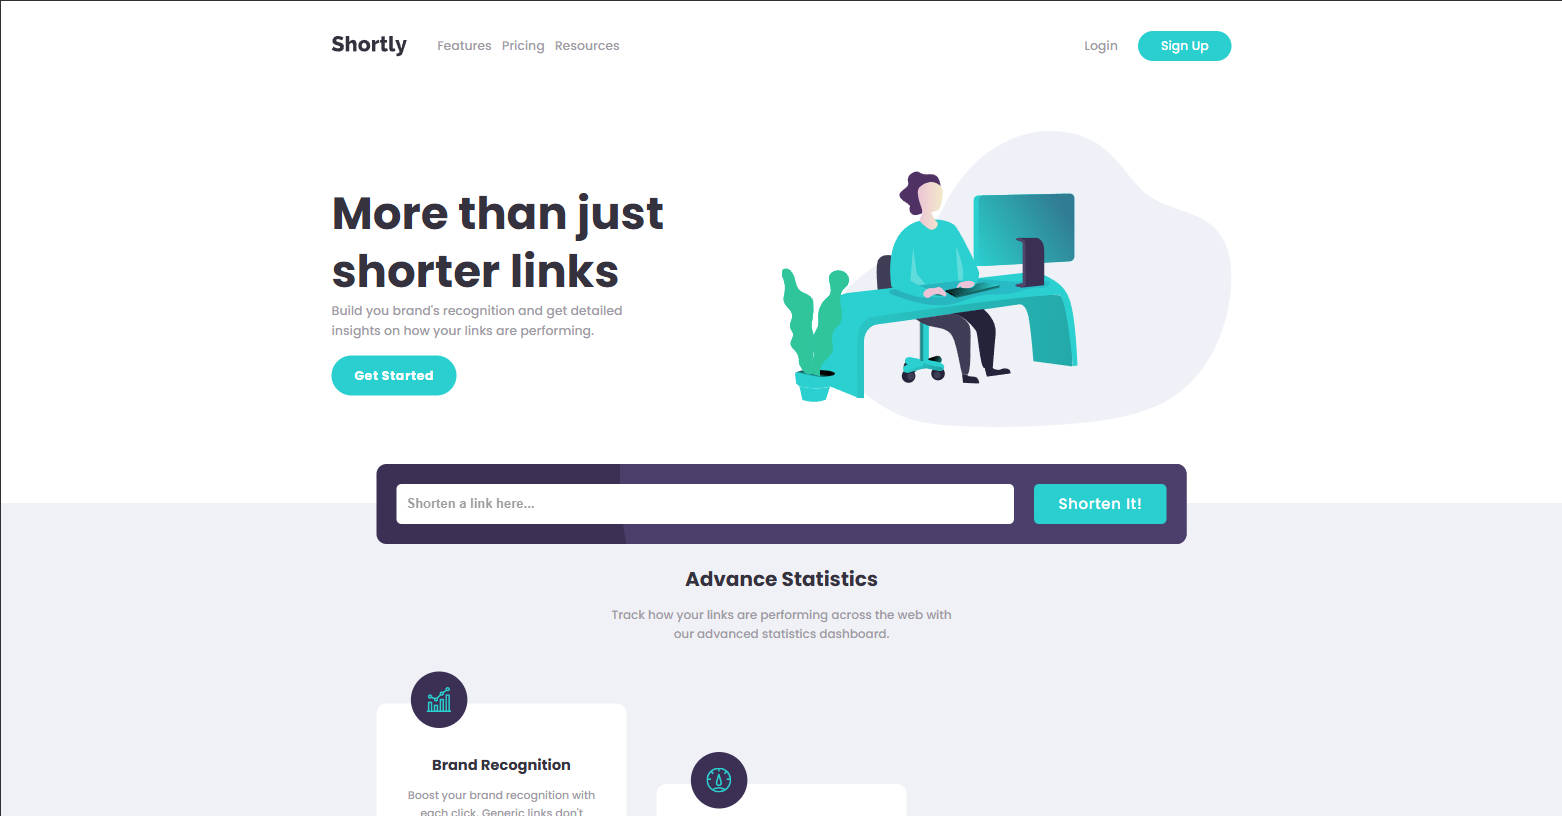 Shortly Features Pricing Resources Login Sign Up
More than just
shorter links
Build you brand's recognition and get detailed
insights on how your links are performing.
Get Started
Shorten a link here...
Shorten It!
Advance Statistics
Track how your links are performing across the web with
our advanced statistics dashboard.
Brand Recognition
Boost your brand recognition with
each click. Generic links don't